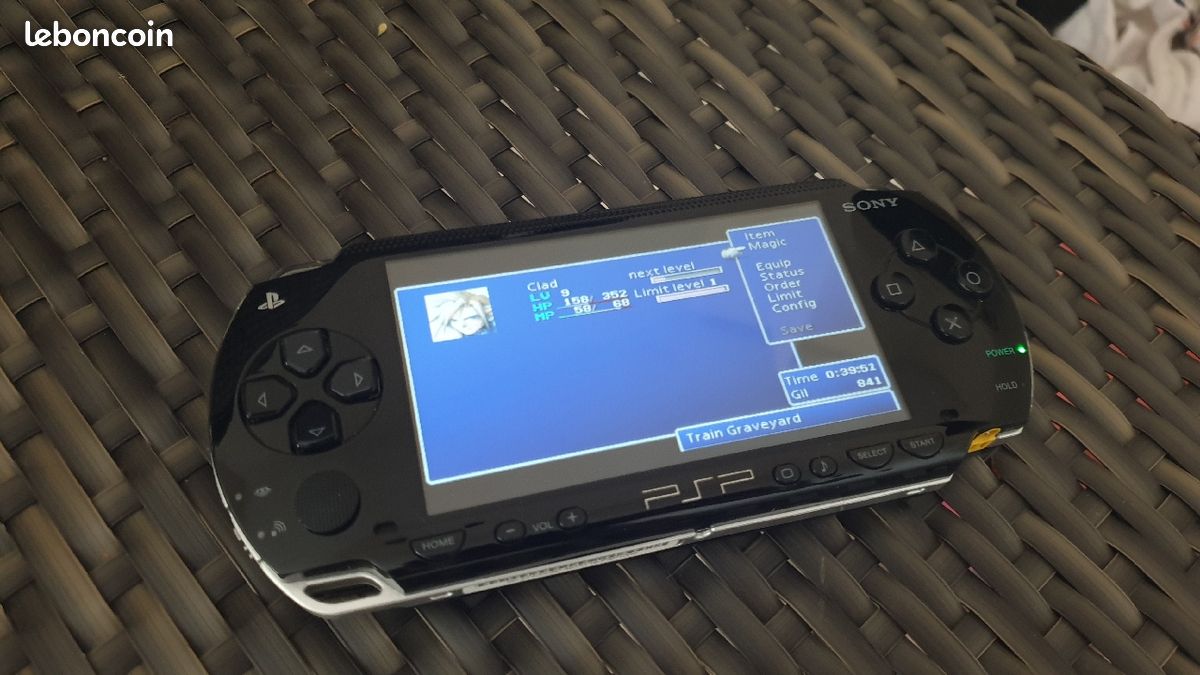 leboncoin
SONY
Item
Magic
Equip
Status
Order
Limit
Config
Save
Clad
LV 9
HP 158/ 352
MP 58/ 68
next level
Limit level 1
Time 0:39:51
Gil 841
Train Graveyard
POWER
HOLD
PSP
HOME
VOL
SELECT
START